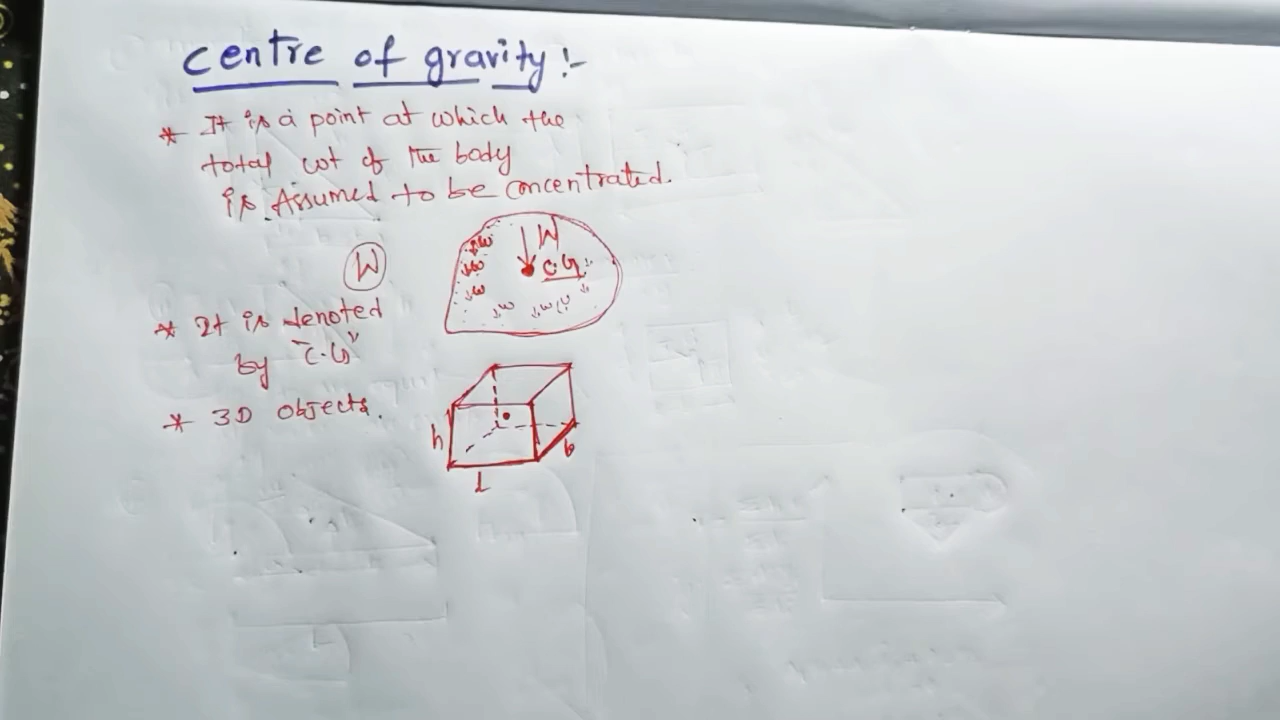 centre of gravity :-
* It is a point at which the
total wt of the body
is Assumed to be concentrated.
W
W
C.G
w
w
w
w
w
w
* It is denoted
by "C.G"
* 3D objects.
h
b
L